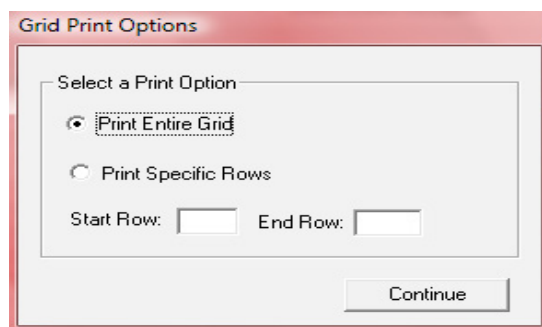 Grid Print Options
Select a Print Option
Print Entire Grid
Print Specific Rows
Start Row: End Row:
Continue